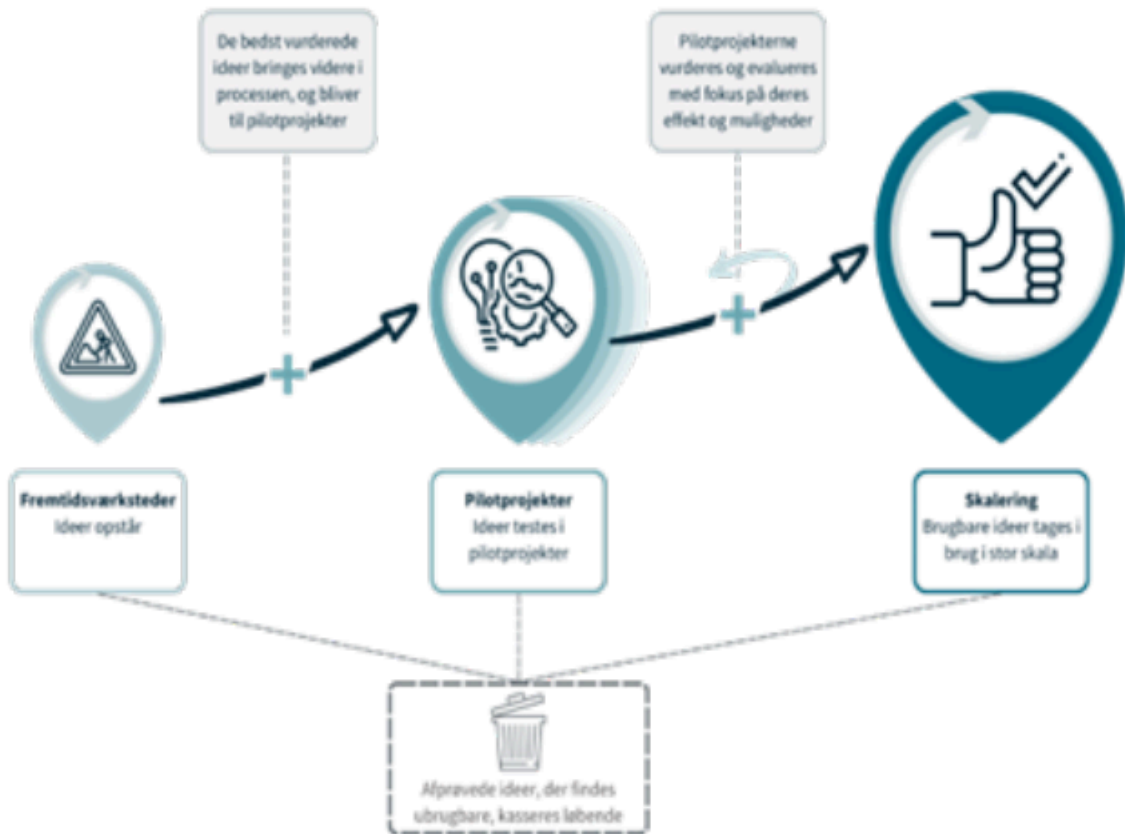 De bedst vurderede
ideer bringes videre i
processen, og bliver
til pilotprojekter
Pilotprojekterne
vurderes og evalueres
med fokus på deres
effekt og muligheder
Fremtidsværksteder
Ideer opstår
Pilotprojekter
Ideer testes i
pilotprojekter
Skalering
Brugbare ideer tages i
brug i stor skala
Afprøvede ideer, der findes
ubrugbare, kasseres løbende